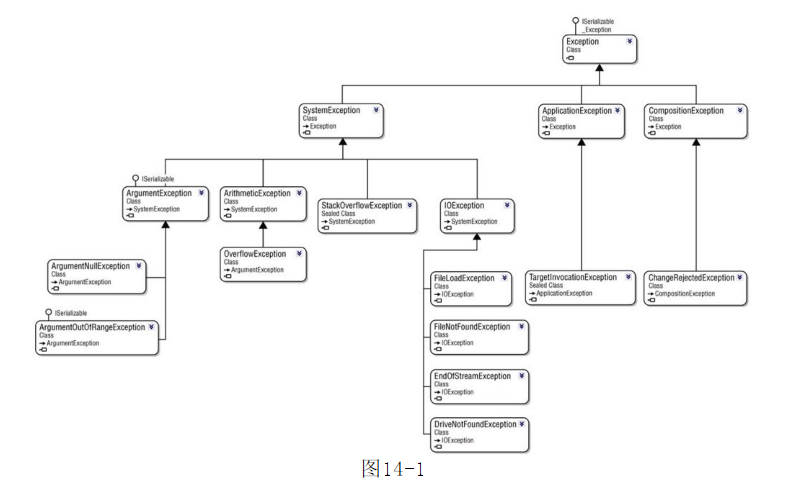 ISerializable
_Exception
Exception
Class
SystemException
Class
Exception
ApplicationException
Class
Exception
CompositionException
Class
Exception
ISerializable
ArgumentException
Class
SystemException
ArithmeticException
Class
SystemException
StackOverflowException
Sealed Class
SystemException
IOException
Class
SystemException
OverflowException
Class
ArgumentException
ArgumentNullException
Class
ArgumentException
ISerializable
ArgumentOutOfRangeException
Class
ArgumentException
FileLoadException
Class
IOException
FileNotFoundException
Class
IOException
EndOfStreamException
Class
IOException
DriveNotFoundException
Class
IOException
TargetInvocationException
Sealed Class
ApplicationException
ChangeRejectedException
Class
CompositionException
图14-1